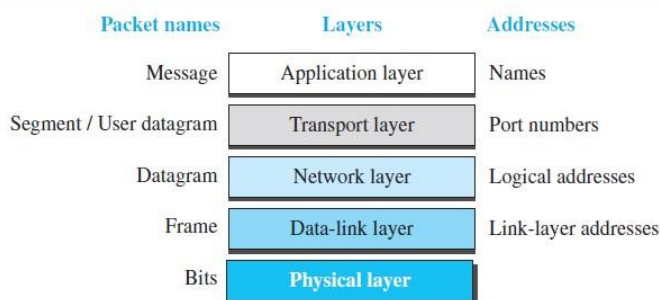 Packet names Layers Addresses
Message Application layer Names
Segment / User datagram Transport layer Port numbers
Datagram Network layer Logical addresses
Frame Data-link layer Link-layer addresses
Bits Physical layer